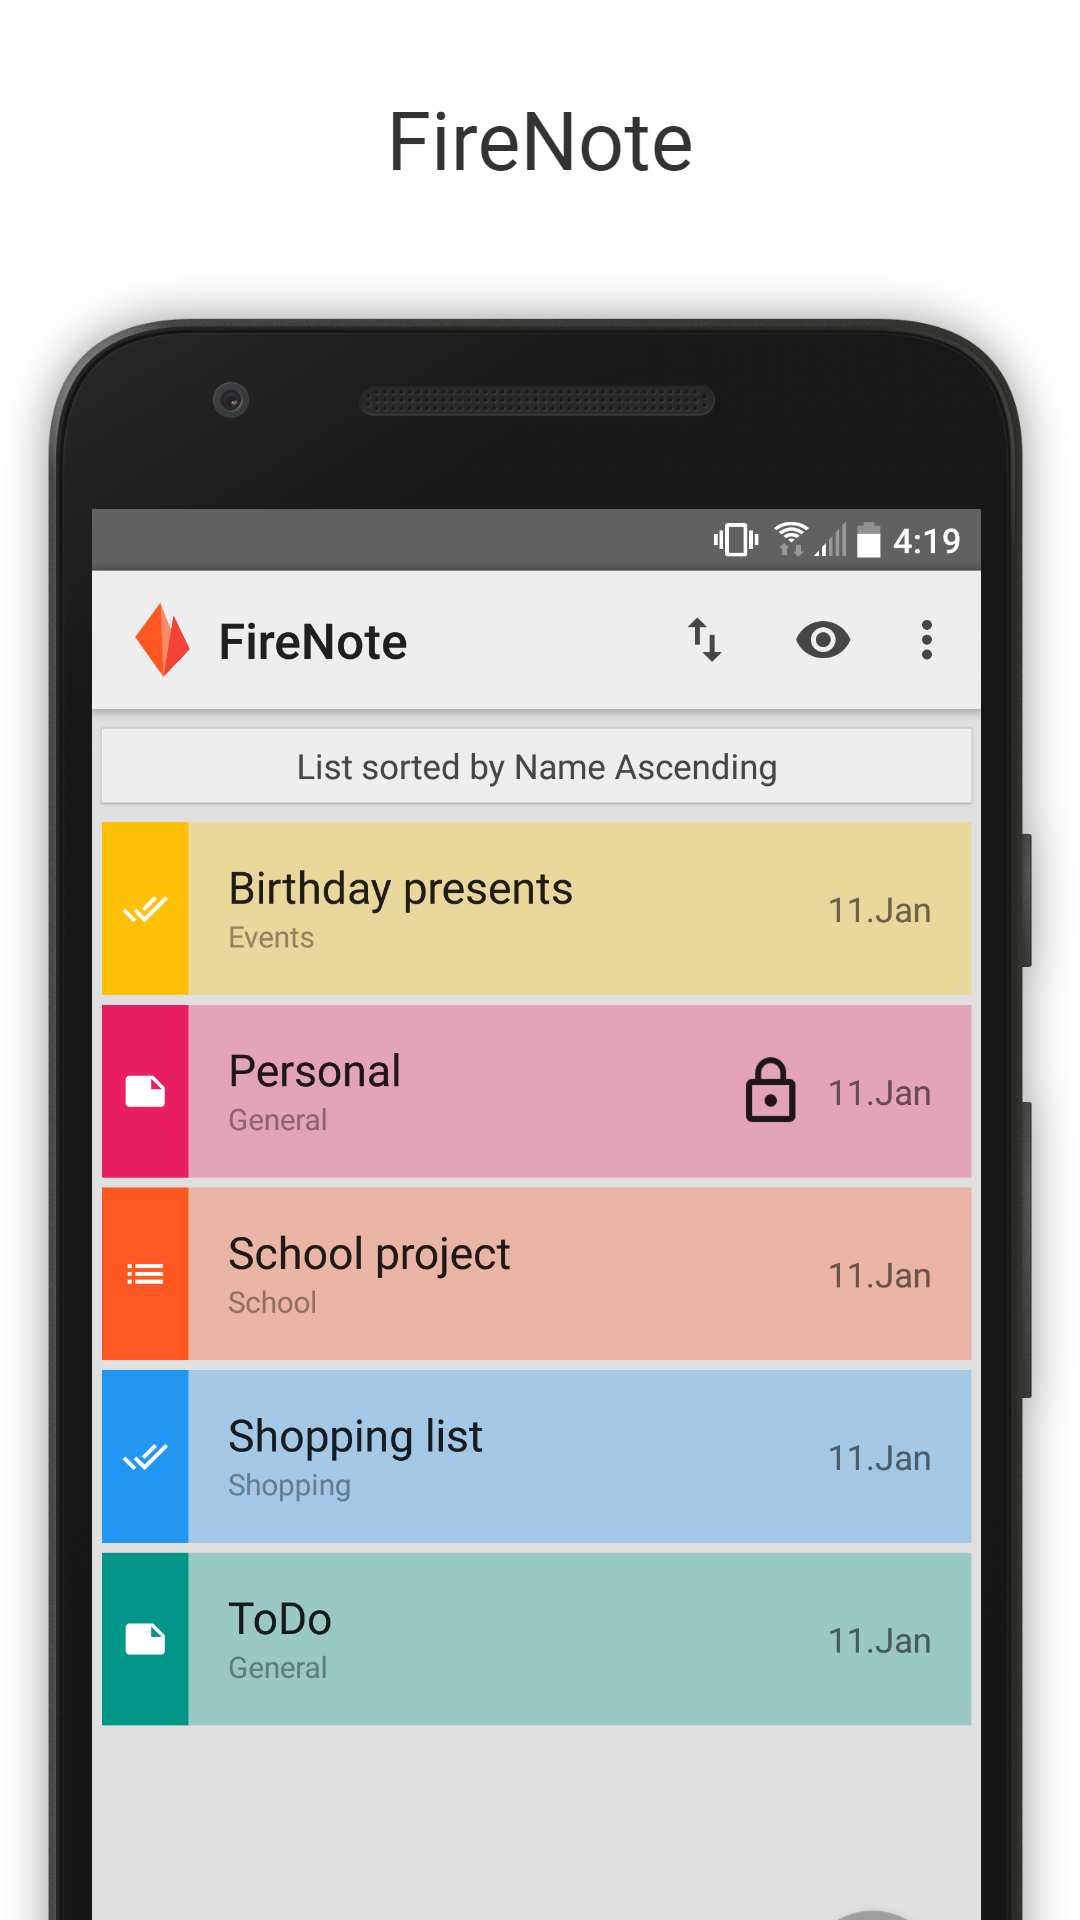 FireNote
4:19
FireNote
List sorted by Name Ascending
Birthday presents
Events
11.Jan
Personal
General
11.Jan
School project
School
11.Jan
Shopping list
Shopping
11.Jan
ToDo
General
11.Jan